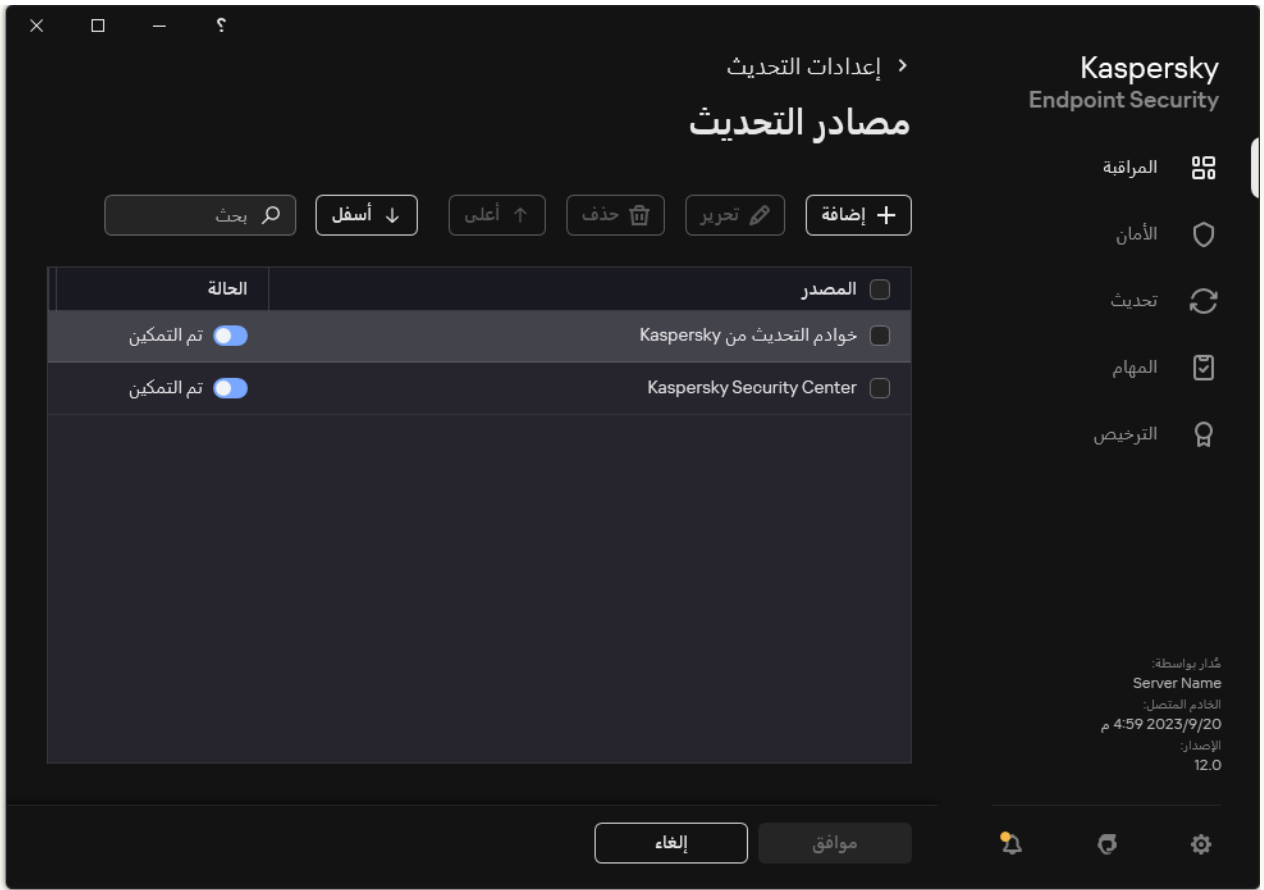 ؟
إعدادات التحديث
مصادر التحديث
إضافة تحرير حذف أعلى أسفل بحث
المصدر الحالة
خوادم التحديث من Kaspersky تم التمكين
Kaspersky Security Center تم التمكين
موافق إلغاء
Kaspersky
Endpoint Security
المراقبة
الأمان
تحديث
المهام
الترخيص
مُدار بواسطة:
Server Name
الخادم المتصل:
2023/9/20 4:59 م
الإصدار:
12.0